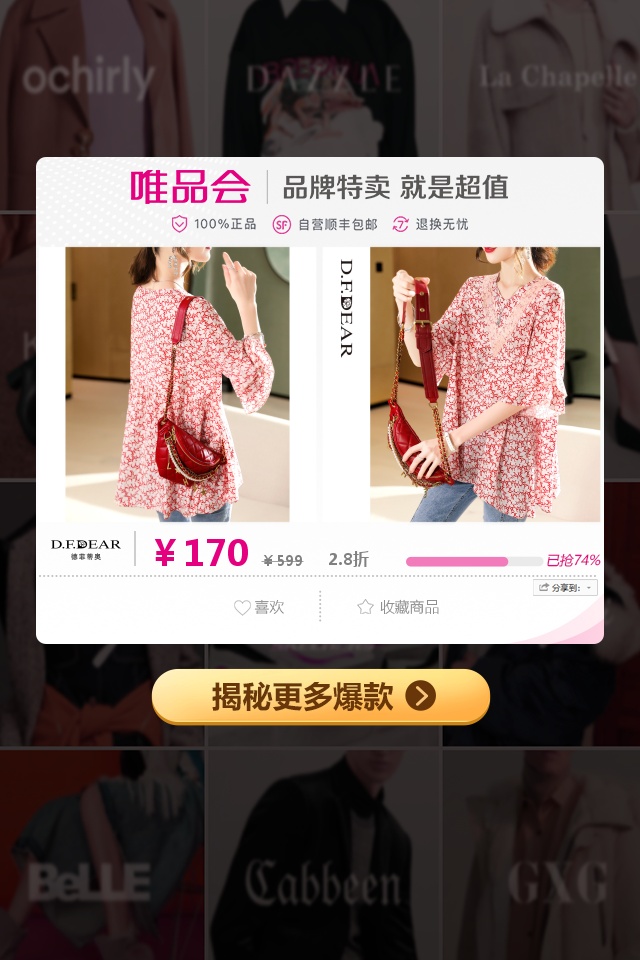 ochirly
DAZZLE
La Chapelle
唯品会 品牌特卖 就是超值
100%正品 SF 自营顺丰包邮 7 退换无忧
D.F.DEAR
D.F.DEAR
德菲蒂奥
¥170 ¥599 2.8折 已抢74%
分享到:
喜欢 收藏商品
揭秘更多爆款
BeLLE
Cabbeen
GXG